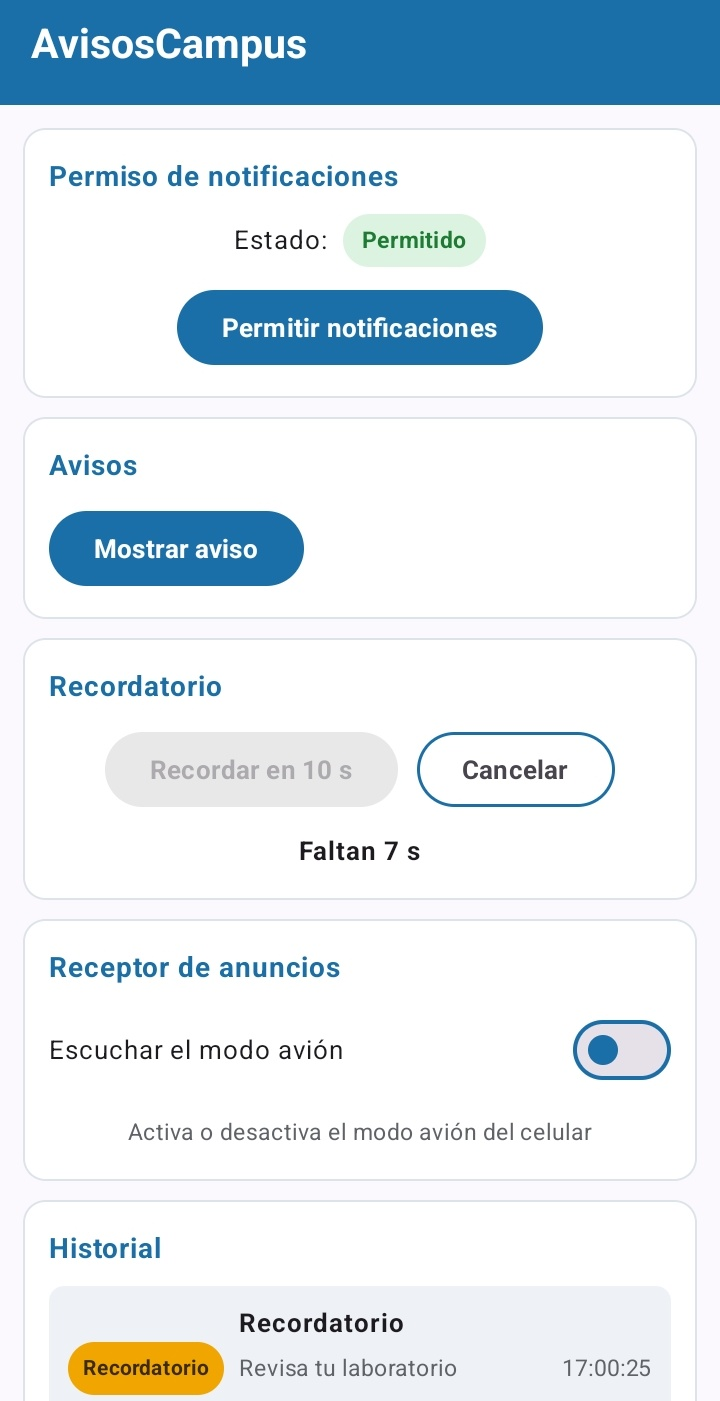 AvisosCampus
Permiso de notificaciones
Estado: Permitido
Permitir notificaciones
Avisos
Mostrar aviso
Recordatorio
Recordar en 10 s Cancelar
Faltan 7 s
Receptor de anuncios
Escuchar el modo avión
Activa o desactiva el modo avión del celular
Historial
Recordatorio
Recordatorio Revisa tu laboratorio 17:00:25